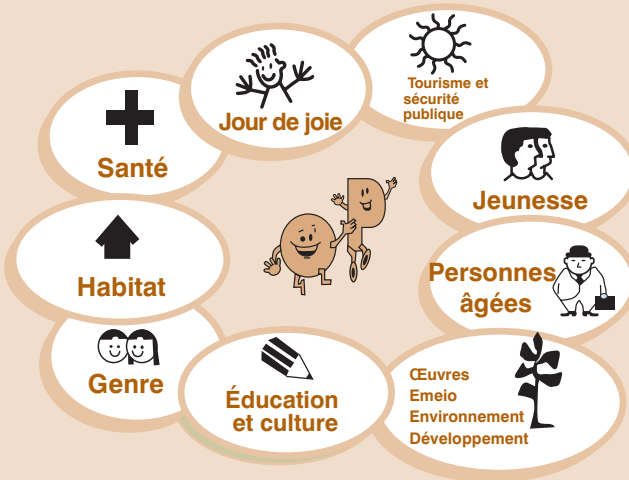 Jour de joie
Tourisme et
sécurité
publique
Santé
Jeunesse
Habitat
Personnes
âgées
Genre
Éducation
et culture
Œuvres
Emeio
Environnement
Développement
OP